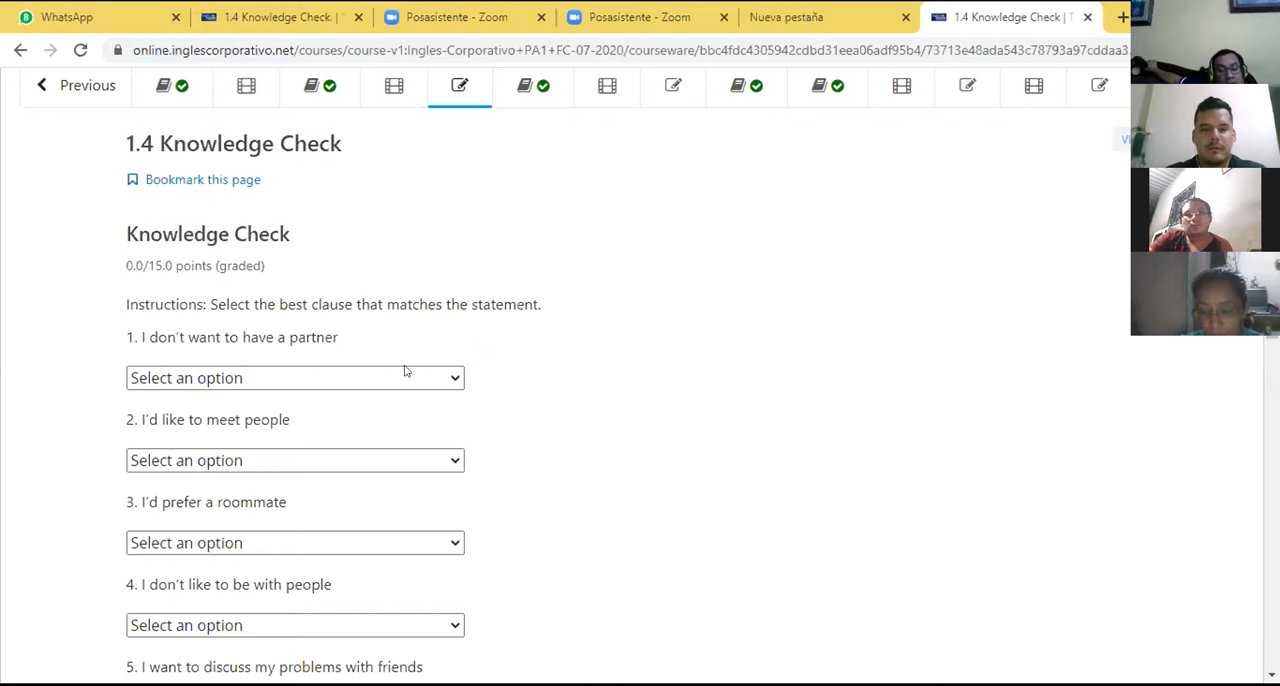 WhatsApp
1.4 Knowledge Check. |
Posasistente - Zoom
Posasistente - Zoom
Nueva pestaña
1.4 Knowledge Check |
online.inglescorporativo.net/courses/course-v1:Ingles-Corporativo+PA1+FC-07-2020/courseware/bbc4fdc4305942cdbd31eea06adf95b4/73713e48ada543c78793a97cddaa3...
Previous
1.4 Knowledge Check
Bookmark this page
Knowledge Check
0.0/15.0 points (graded)
Instructions: Select the best clause that matches the statement.
1. I don't want to have a partner
Select an option
2. I'd like to meet people
Select an option
3. I'd prefer a roommate
Select an option
4. I don't like to be with people
Select an option
5. I want to discuss my problems with friends